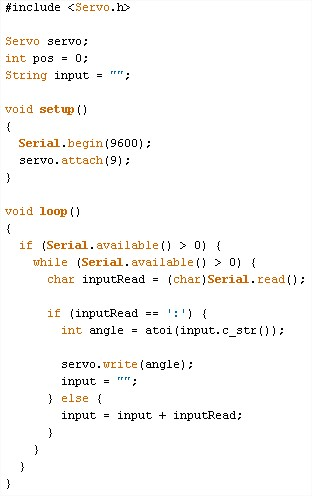 #include <Servo.h>

Servo servo;
int pos = 0;
String input = "";

void setup()
{
  Serial.begin(9600);
  servo.attach(9);
}

void loop()
{
  if (Serial.available() > 0) {
    while (Serial.available() > 0) {
      char inputRead = (char)Serial.read();

      if (inputRead == ':') {
        int angle = atoi(input.c_str());

        servo.write(angle);
        input = "";
      } else {
        input = input + inputRead;
      }
    }
  }
}